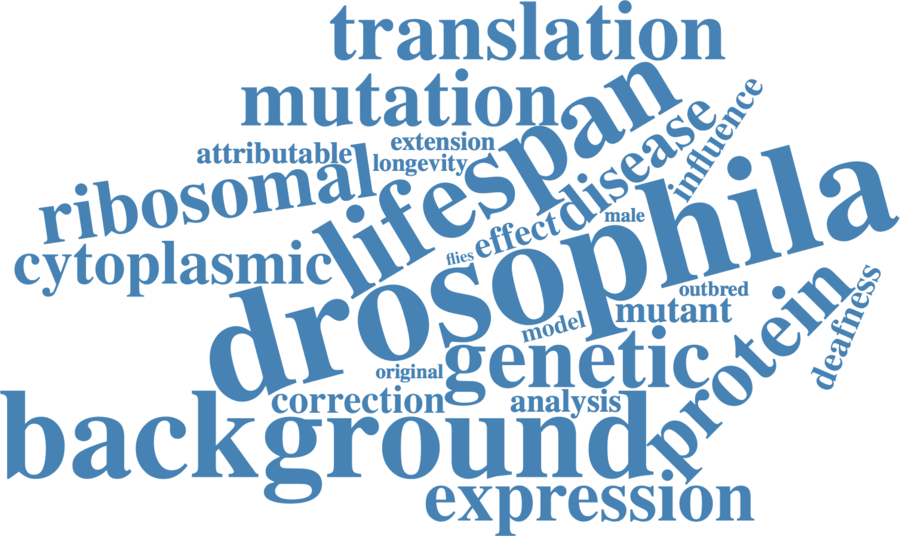 translation
mutation
lifespan
disease
influence
extension
attributable
longevity
ribosomal
male
effect
flies
cytoplasmic
drosophila
outbred
mutant
model
protein
deafness
genetic
original
correction
analysis
background
expression